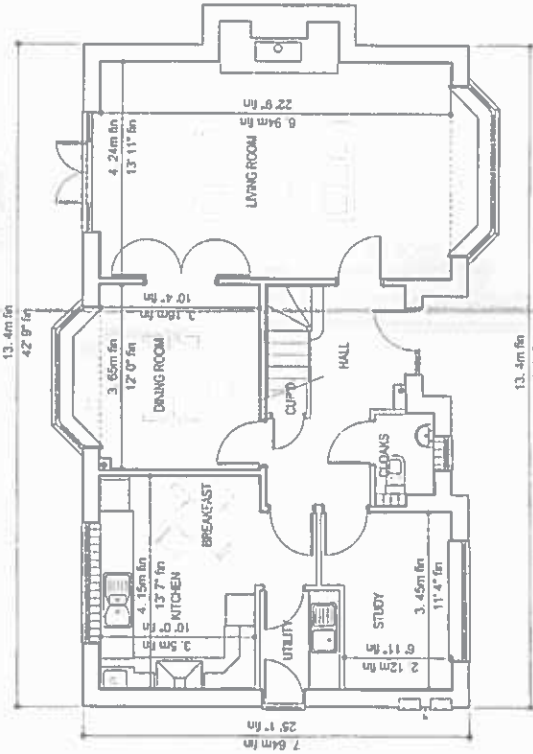 13. 4m fin
42' 9" fin
4. 24m fin
13' 11" fin
22' 9" fin
6. 94m fin
LIVING ROOM
3. 65m fin
12' 0" fin
10' 4" fin
3. 16m fin
DINING ROOM
4. 15m fin
13' 7" fin
KITCHEN
BREAKFAST
10' 0" fin
3. 5m fin
CUP'D
HALL
CLOAKS
UTILITY
STUDY
3. 45m fin
11' 4" fin
6' 11" fin
2. 12m fin
25' 1" fin
7. 64m fin
13. 4m fin